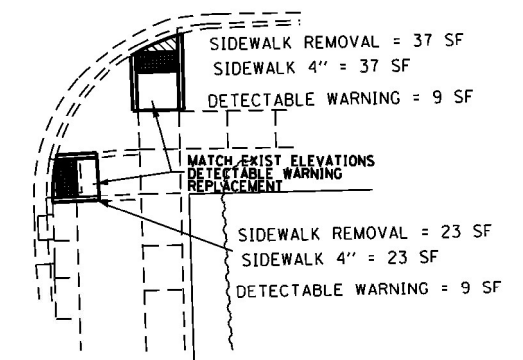 SIDEWALK REMOVAL = 37 SF
SIDEWALK 4'' = 37 SF
DETECTABLE WARNING = 9 SF
MATCH EXIST ELEVATIONS
DETECTABLE WARNING
REPLACEMENT
SIDEWALK REMOVAL = 23 SF
SIDEWALK 4'' = 23 SF
DETECTABLE WARNING = 9 SF